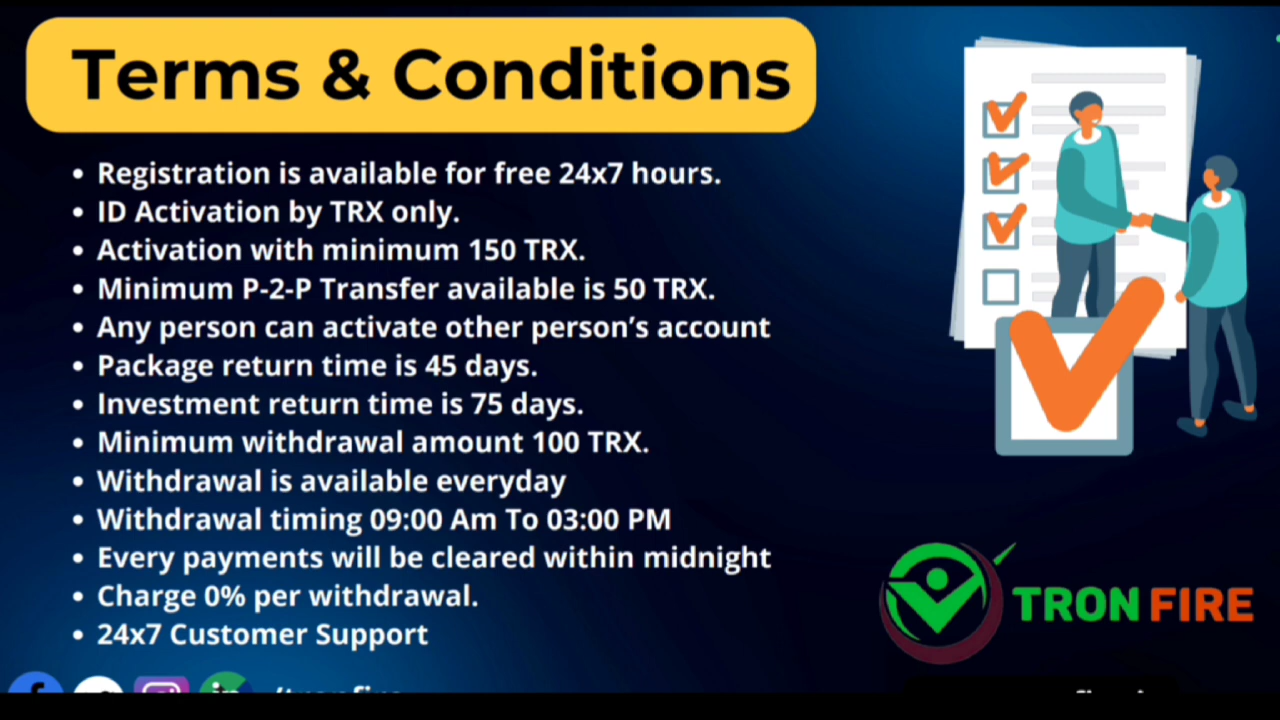 Terms & Conditions
• Registration is available for free 24x7 hours.
• ID Activation by TRX only.
• Activation with minimum 150 TRX.
• Minimum P-2-P Transfer available is 50 TRX.
• Any person can activate other person’s account
• Package return time is 45 days.
• Investment return time is 75 days.
• Minimum withdrawal amount 100 TRX.
• Withdrawal is available everyday
• Withdrawal timing 09:00 Am To 03:00 PM
• Every payments will be cleared within midnight
• Charge 0% per withdrawal.
• 24x7 Customer Support
TRON FIRE